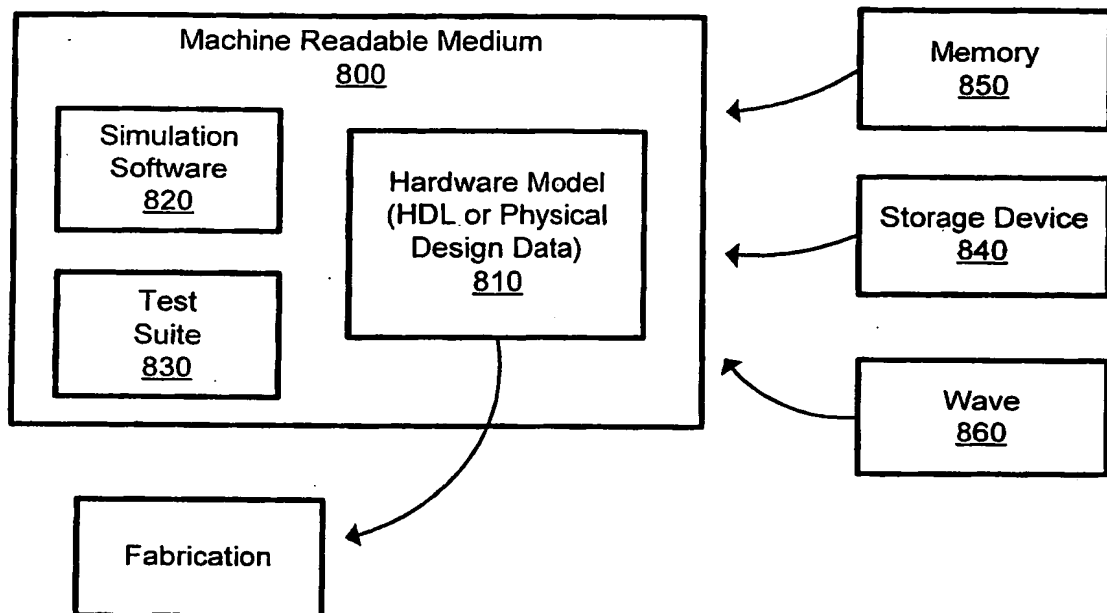 Machine Readable Medium
800
Simulation
Software
820
Test
Suite
830
Hardware Model
(HDL or Physical
Design Data)
810
Memory
850
Storage Device
840
Wave
860
Fabrication